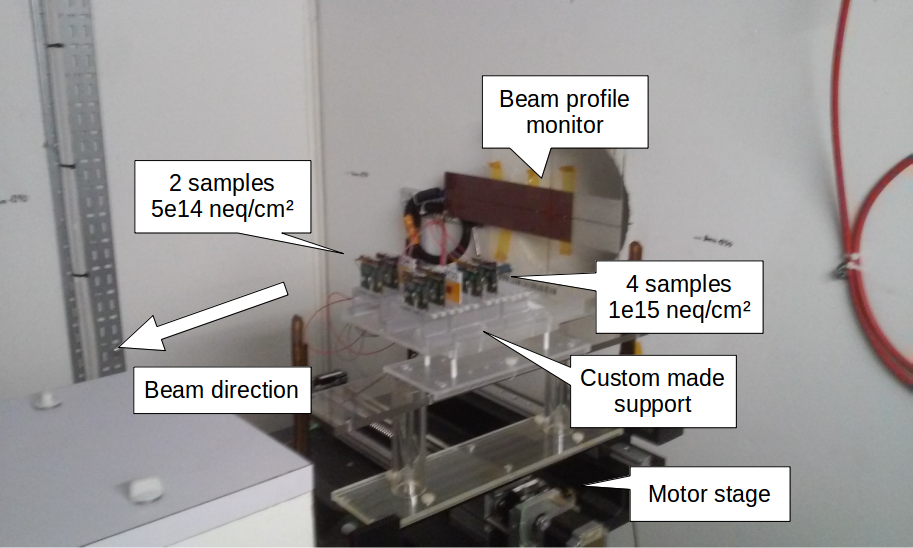 Beam profile
monitor
2 samples
5e14 neq/cm²
4 samples
1e15 neq/cm²
Beam direction
Custom made
support
Motor stage